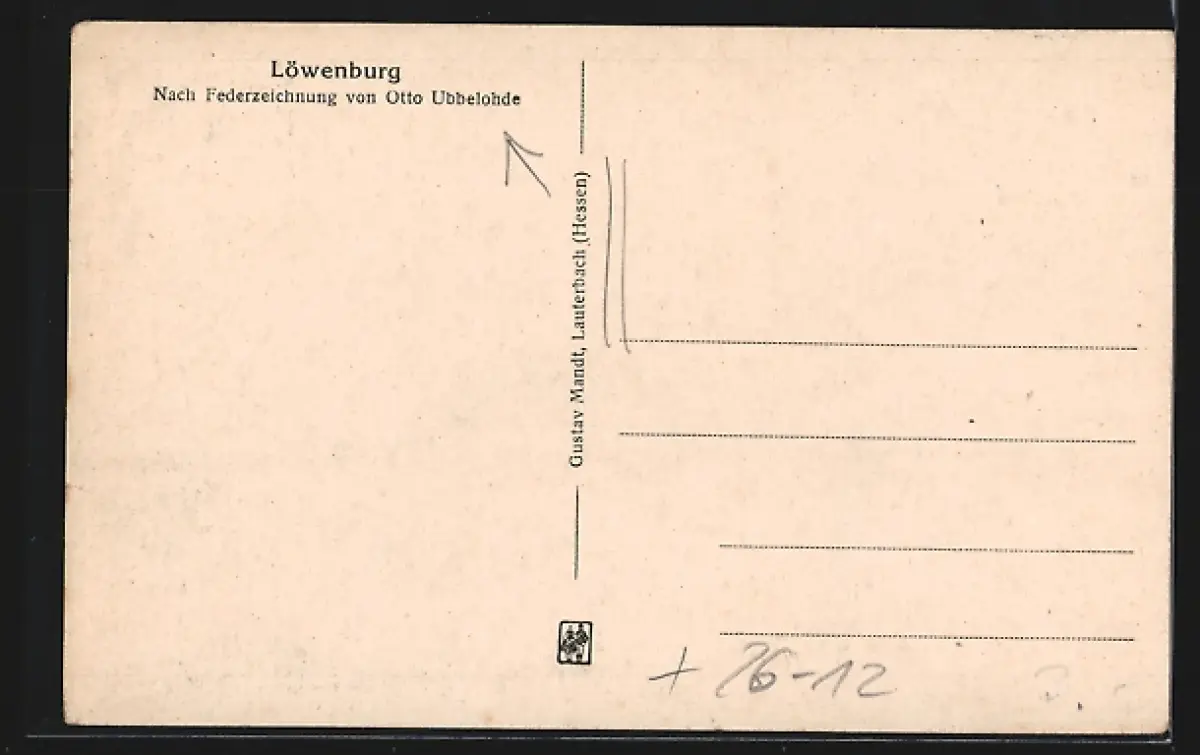 Löwenburg
Nach Federzeichnung von Otto Ubbelohde
Gustav Mandt, Lauterbach (Hessen)
+ 26-12